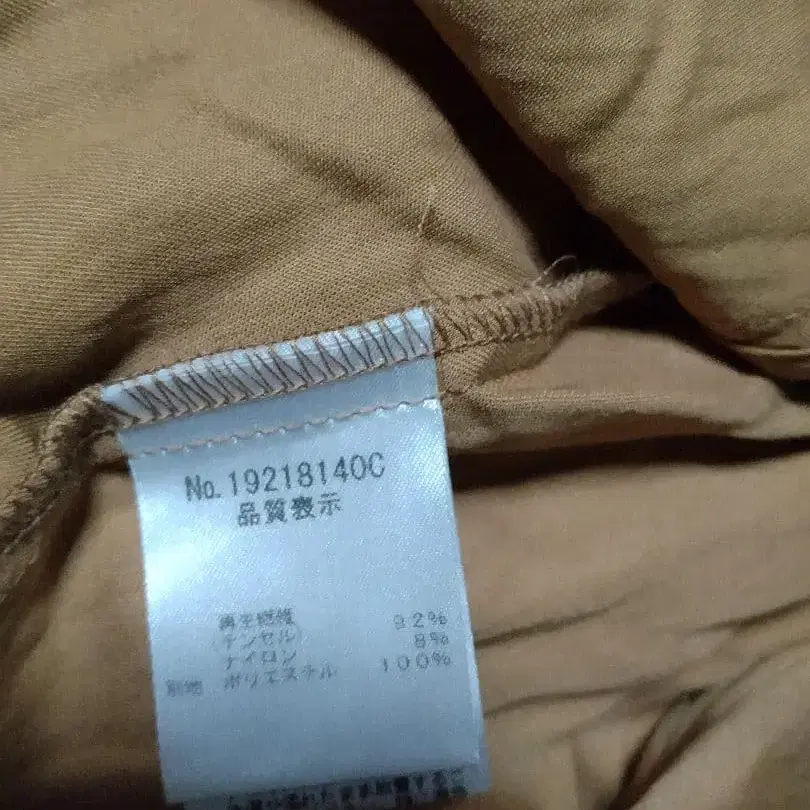 No.19218140C
品質表示
再生繊維 92%
(テンセル)
ナイロン 8%
別地 ポリエステル 100%